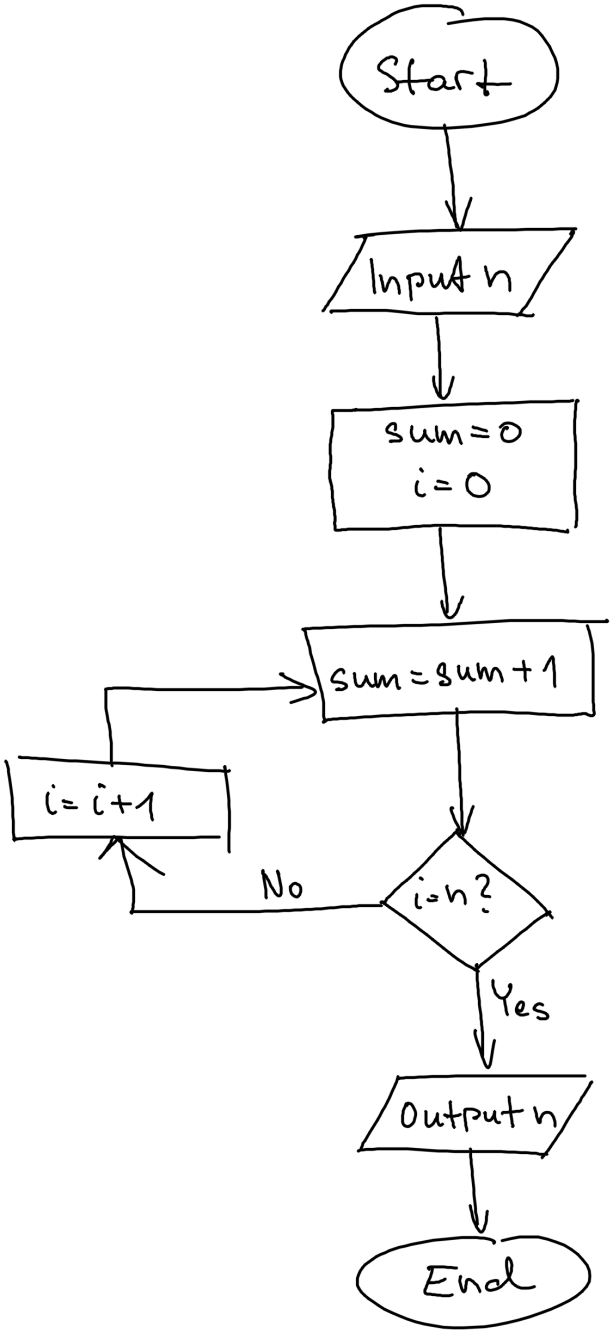 Start
Input n
sum=0
i=0
sum=sum+1
i=n?
No
i=i+1
Yes
Output n
End